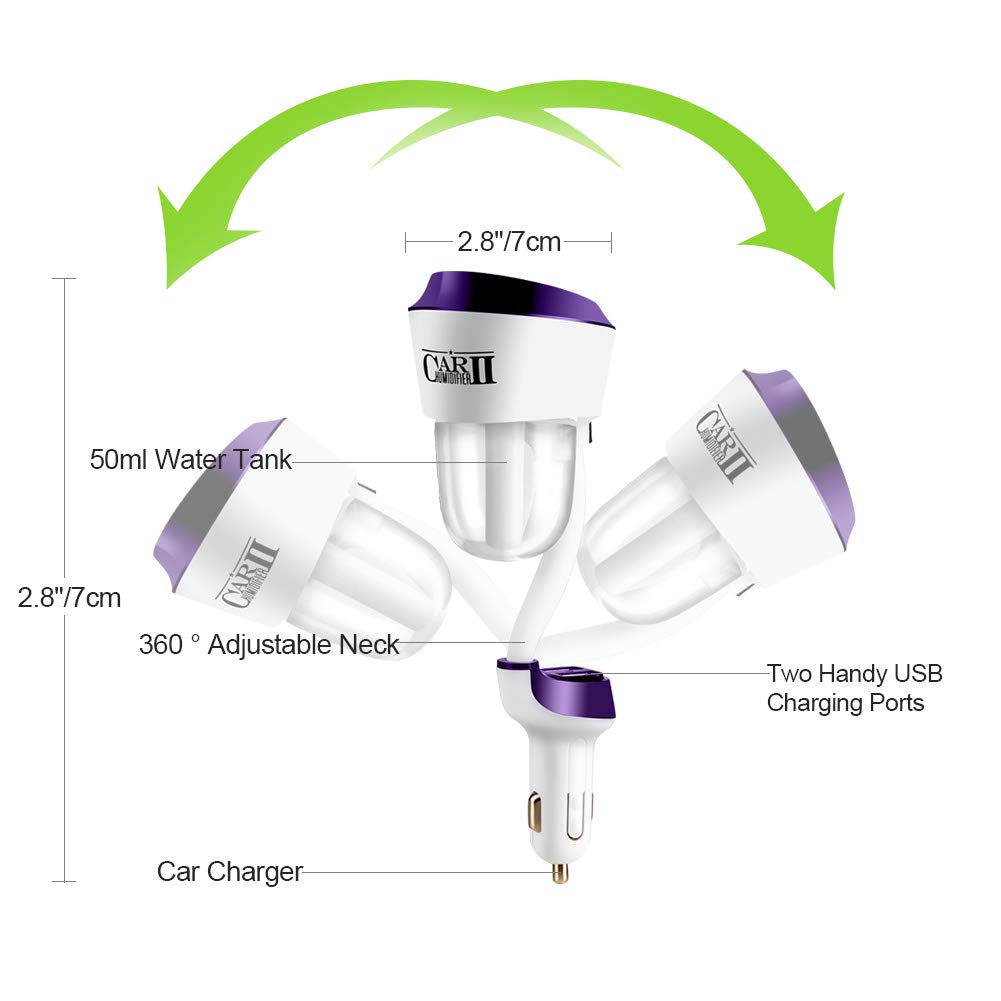 2.8"/7cm
CAR II
HUMIDIFIER
CAR II
HUMIDIFIER
50ml Water Tank
CAR II
HUMIDIFIER
2.8"/7cm
360 ° Adjustable Neck
Two Handy USB
Charging Ports
Car Charger